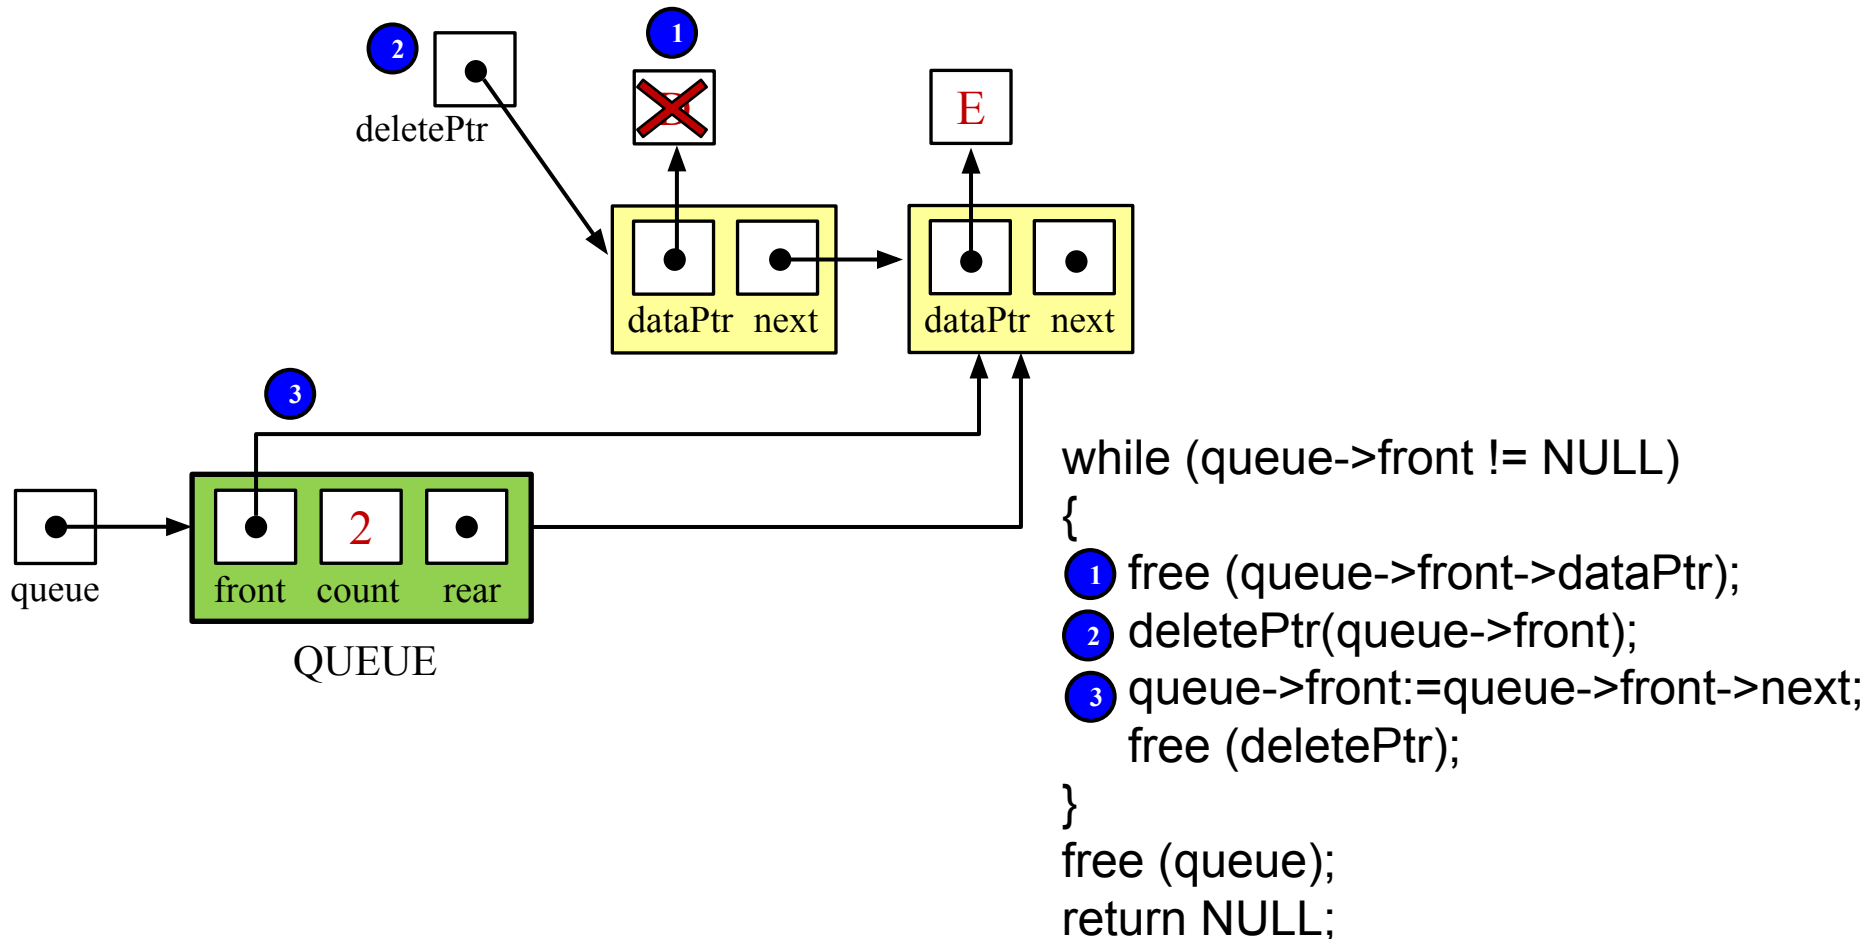 2
1
deletePtr
E
dataPtr next
dataPtr next
3
queue
2
front count rear
QUEUE
while (queue->front != NULL)
{
1 free (queue->front->dataPtr);
2 deletePtr(queue->front);
3 queue->front:=queue->front->next;
free (deletePtr);
}
free (queue);
return NULL;